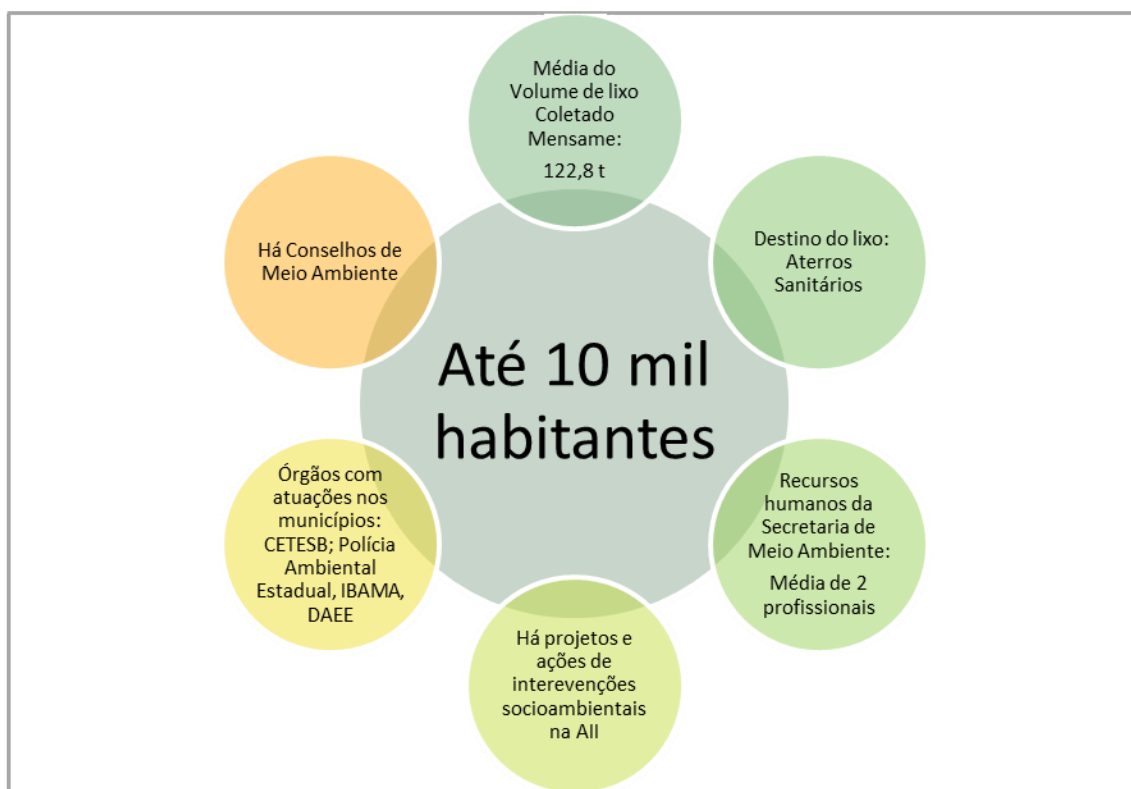 Média do
Volume de lixo
Coletado
Mensame:
122,8 t
Destino do lixo:
Aterros
Sanitários
Recursos
humanos da
Secretaria de
Meio Ambiente:
Média de 2
profissionais
Há projetos e
ações de
interevenções
socioambientais
na AII
Órgãos com
atuações nos
municípios:
CETESB; Polícia
Ambiental
Estadual, IBAMA,
DAEE
Há Conselhos de
Meio Ambiente
Até 10 mil
habitantes